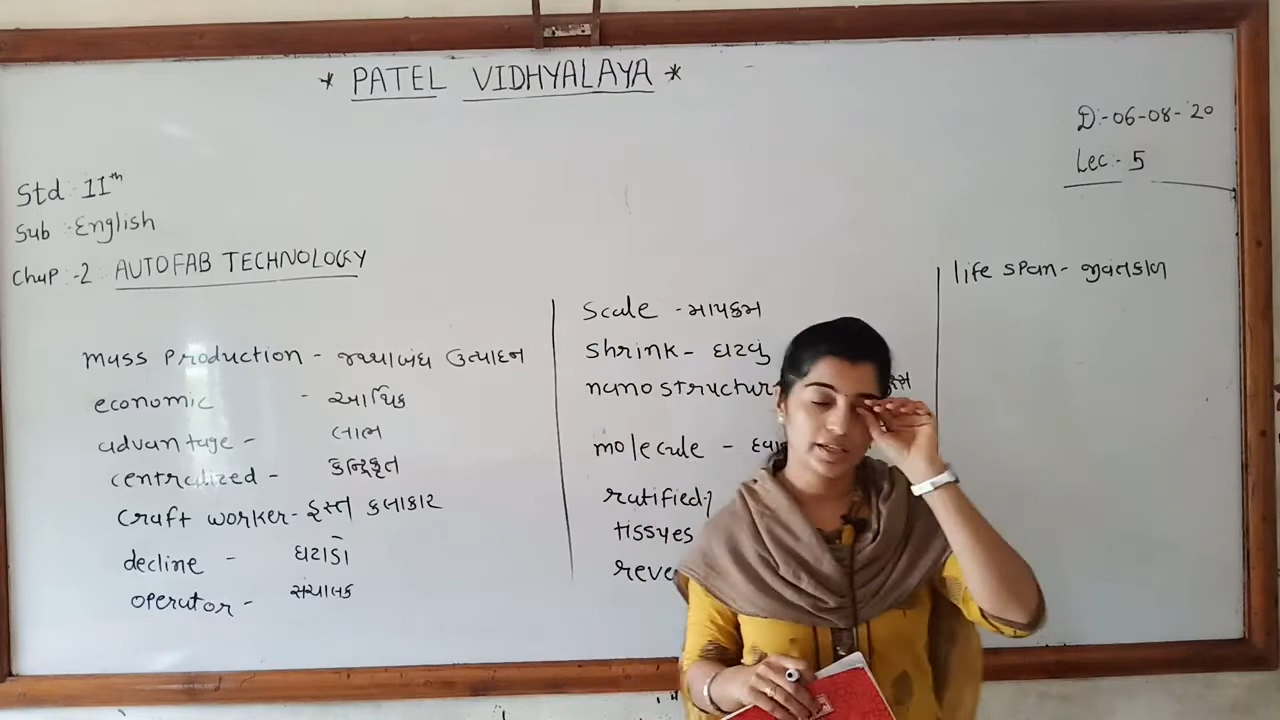 * PATEL VIDHYALAYA *
D:-06-08-'20
Lec:- 5
Std : 11th
Sub :-English
Chap :-2 : AUTOFAB TECHNOLOGY
mass production - જથ્થાબંધ ઉત્પાદન
economic - આર્થિક
advantage - લાભ
centralized - કેન્દ્રિકૃત
craft worker- હસ્ત કલાકાર
decline - ઘટાડો
operator - સંચાલક
Scale - માપક્રમ
Shrink - ઘટવું
nanostructur
molecule -
ratified-
tissyes
reve
life span - જીવંતકાળ